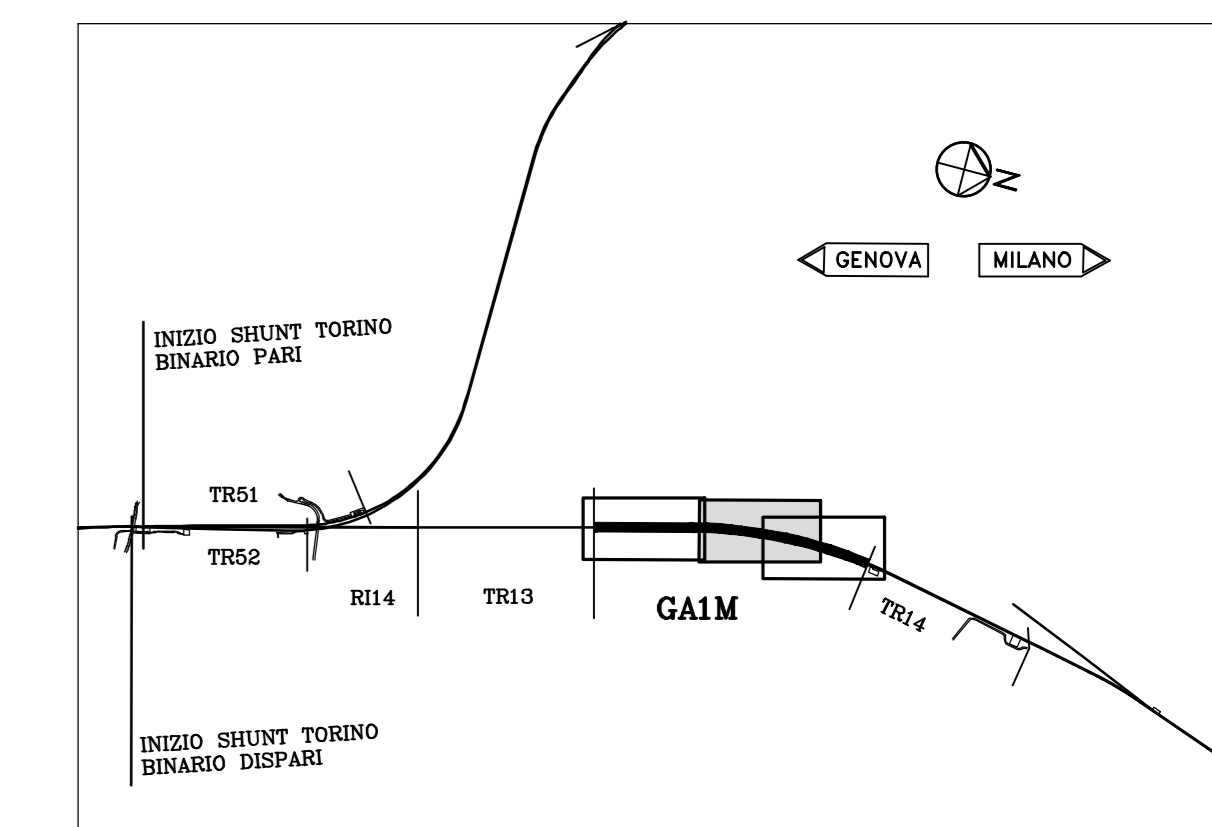 N
GENOVA
MILANO
INIZIO SHUNT TORINO
BINARIO PARI
TR51
TR52
RI14
TR13
GA1M
TR14
INIZIO SHUNT TORINO
BINARIO DISPARI